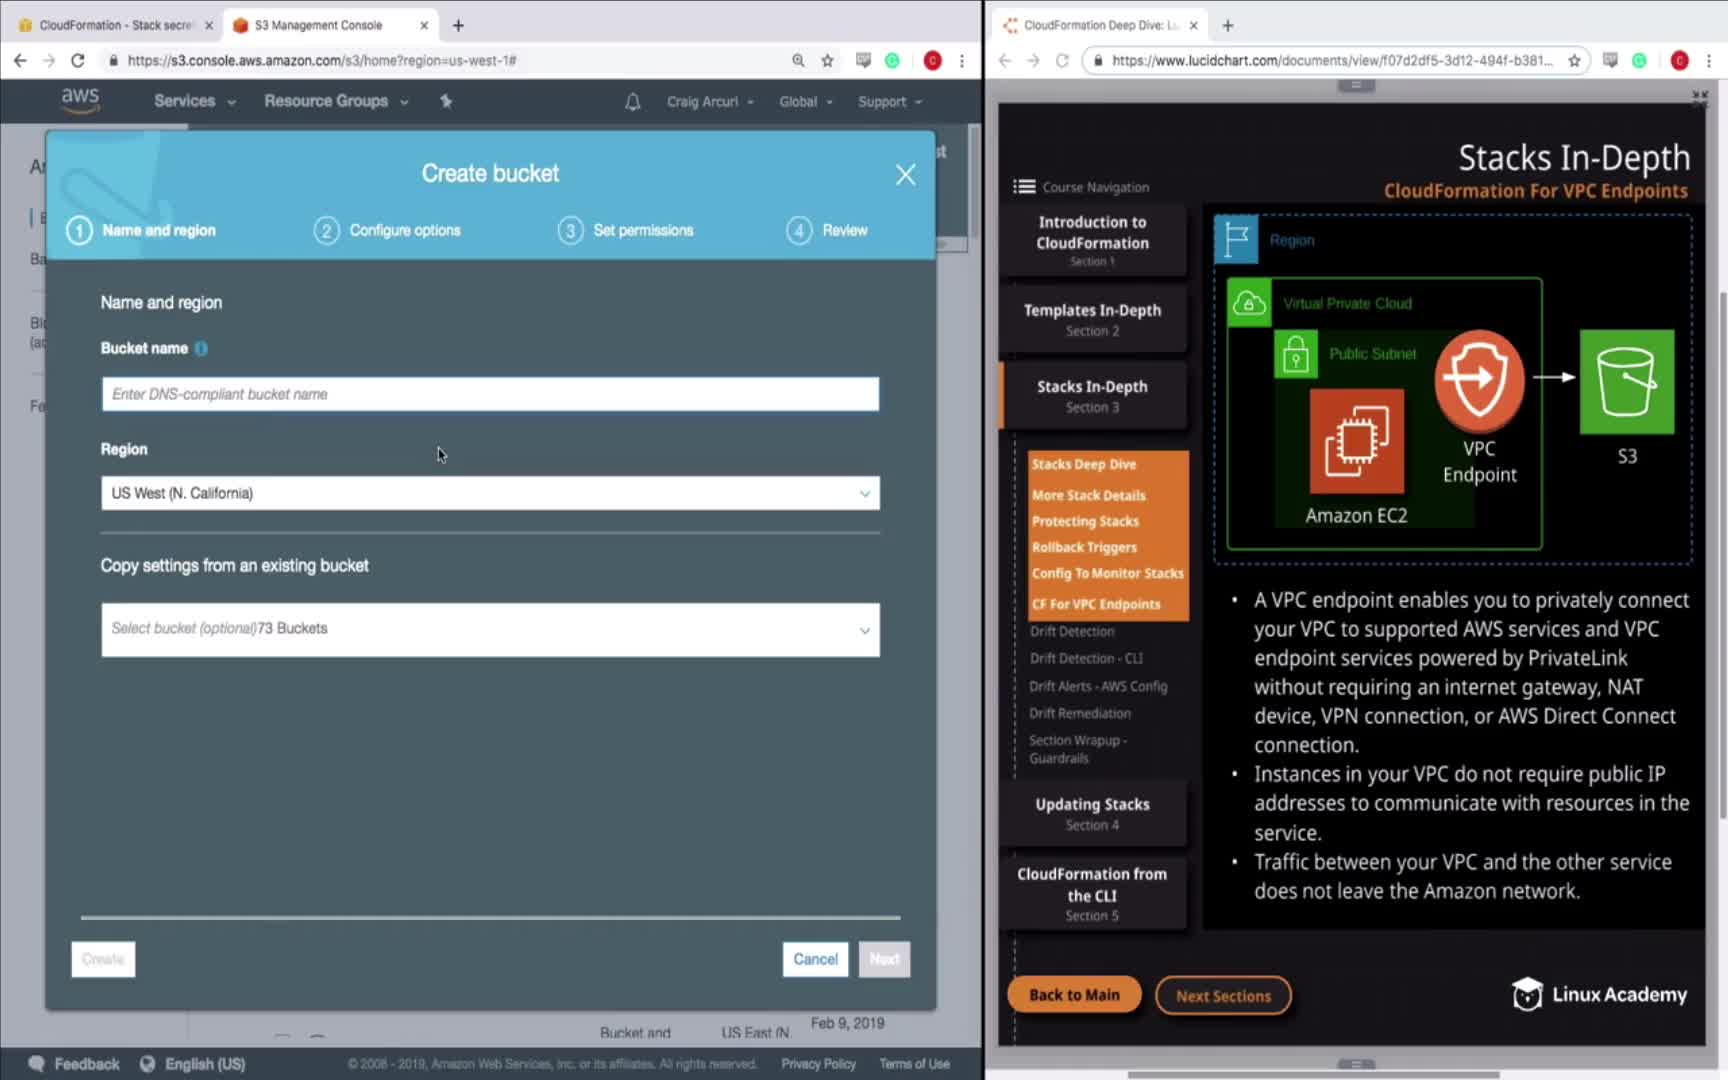 CloudFormation - Stack secre
S3 Management Console
https://s3.console.aws.amazon.com/s3/home?region=us-west-1#
aws
Services
Resource Groups
Craig Arcuri
Global
Support
Create bucket
1 Name and region
2 Configure options
3 Set permissions
4 Review
Name and region
Bucket name
Enter DNS-compliant bucket name
Region
US West (N. California)
Copy settings from an existing bucket
Select bucket (optional)73 Buckets
Create
Cancel
Next
Bucket and
US East (N.
Feb 9, 2019
Feedback
English (US)
© 2008 - 2019, Amazon Web Services, Inc. or its affiliates. All rights reserved.
Privacy Policy
Terms of Use
CloudFormation Deep Dive: Lu
https://www.lucidchart.com/documents/view/f07d2df5-3d12-494f-b381...
Stacks In-Depth
CloudFormation For VPC Endpoints
Course Navigation
Introduction to
CloudFormation
Section 1
Templates In-Depth
Section 2
Stacks In-Depth
Section 3
Stacks Deep Dive
More Stack Details
Protecting Stacks
Rollback Triggers
Config To Monitor Stacks
CF For VPC Endpoints
Drift Detection
Drift Detection - CLI
Drift Alerts - AWS Config
Drift Remediation
Section Wrapup -
Guardrails
Updating Stacks
Section 4
CloudFormation from
the CLI
Section 5
Region
Virtual Private Cloud
Public Subnet
Amazon EC2
VPC
Endpoint
S3
• A VPC endpoint enables you to privately connect
your VPC to supported AWS services and VPC
endpoint services powered by PrivateLink
without requiring an internet gateway, NAT
device, VPN connection, or AWS Direct Connect
connection.
• Instances in your VPC do not require public IP
addresses to communicate with resources in the
service.
• Traffic between your VPC and the other service
does not leave the Amazon network.
Back to Main
Next Sections
Linux Academy